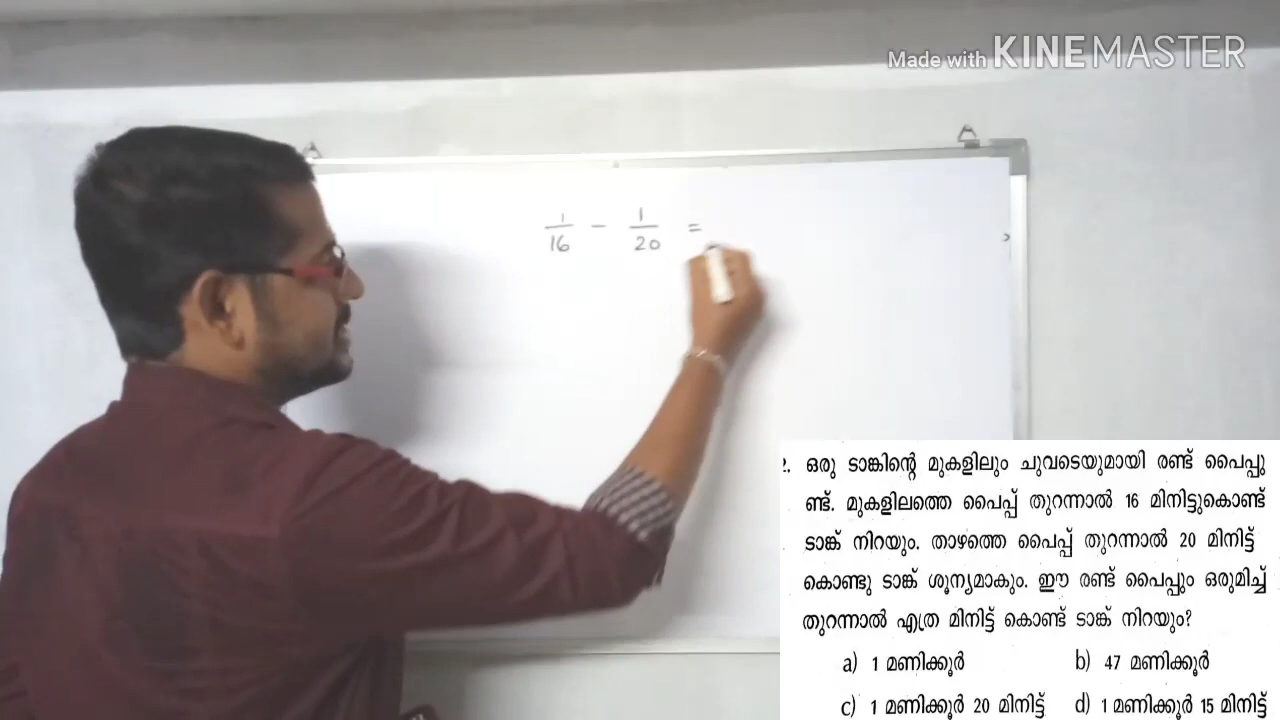 Made with KINEMASTER
1/16 - 1/20 =
2. ഒരു ടാങ്കിന്റെ മുകളിലും ചുവടെയുമായി രണ്ട് പൈപ്പു
ണ്ട്. മുകളിലത്തെ പൈപ്പ് തുറന്നാൽ 16 മിനിട്ടുകൊണ്ട്
ടാങ്ക് നിറയും. താഴത്തെ പൈപ്പ് തുറന്നാൽ 20 മിനിട്ട്
കൊണ്ടു ടാങ്ക് ശൂന്യമാകും. ഈ രണ്ട് പൈപ്പും ഒരുമിച്ച്
തുറന്നാൽ എത്ര മിനിട്ട് കൊണ്ട് ടാങ്ക് നിറയും?
a) 1 മണിക്കൂർ b) 47 മണിക്കൂർ
c) 1 മണിക്കൂർ 20 മിനിട്ട് d) 1 മണിക്കൂർ 15 മിനിട്ട്